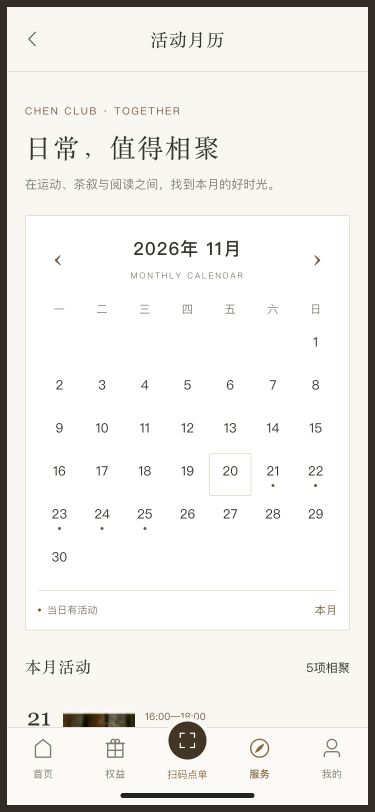 活动月历
CHEN CLUB · TOGETHER
日常，值得相聚
在运动、茶叙与阅读之间，找到本月的好时光。
‹ 2026年 11月 ›
MONTHLY CALENDAR
一 二 三 四 五 六 日
1
2 3 4 5 6 7 8
9 10 11 12 13 14 15
16 17 18 19 20 21 22
23 24 25 26 27 28 29
30
• 当日有活动 本月
本月活动 5项相聚
21 16:00—18:00
首页 权益 扫码点单 服务 我的